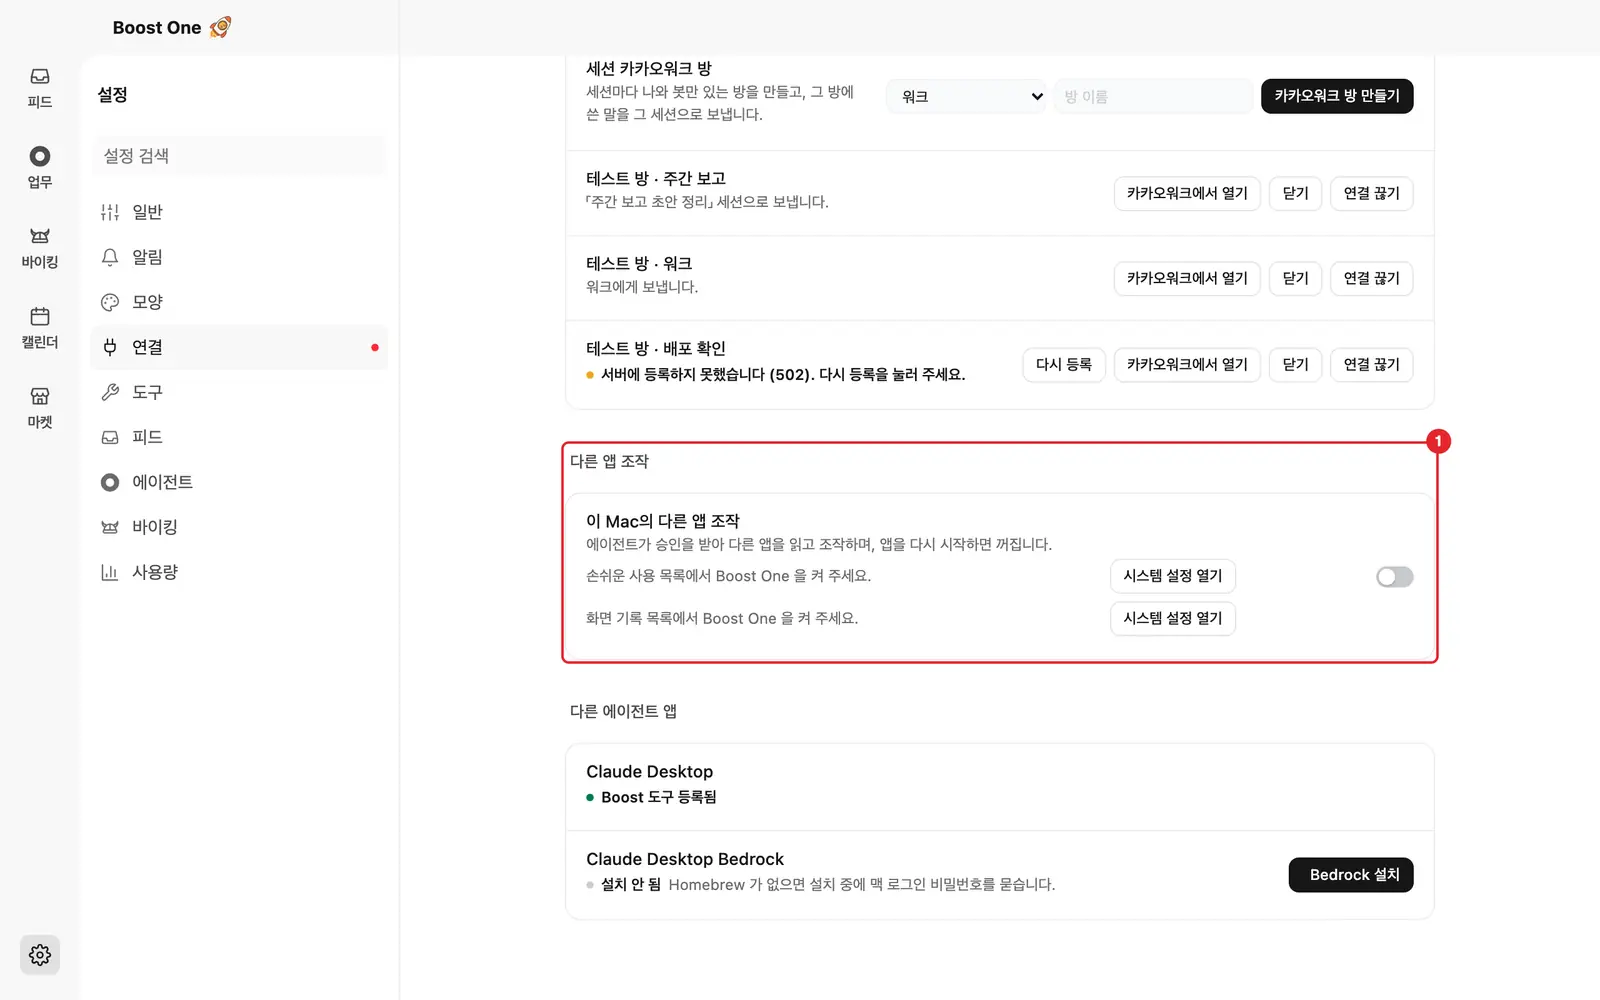 Boost One 🚀
피드
업무
바이킹
캘린더
마켓
설정
설정 검색
일반
알림
모양
연결
도구
피드
에이전트
바이킹
사용량
세션 카카오워크 방
세션마다 나와 봇만 있는 방을 만들고, 그 방에
쓴 말을 그 세션으로 보냅니다.
워크
방 이름
카카오워크 방 만들기
테스트 방 · 주간 보고
「주간 보고 초안 정리」 세션으로 보냅니다.
카카오워크에서 열기
닫기
연결 끊기
테스트 방 · 워크
워크에게 보냅니다.
카카오워크에서 열기
닫기
연결 끊기
테스트 방 · 배포 확인
서버에 등록하지 못했습니다 (502). 다시 등록을 눌러 주세요.
다시 등록
카카오워크에서 열기
닫기
연결 끊기
1
다른 앱 조작
이 Mac의 다른 앱 조작
에이전트가 승인을 받아 다른 앱을 읽고 조작하며, 앱을 다시 시작하면 꺼집니다.
손쉬운 사용 목록에서 Boost One 을 켜 주세요.
시스템 설정 열기
화면 기록 목록에서 Boost One 을 켜 주세요.
시스템 설정 열기
다른 에이전트 앱
Claude Desktop
Boost 도구 등록됨
Claude Desktop Bedrock
설치 안 됨 Homebrew 가 없으면 설치 중에 맥 로그인 비밀번호를 묻습니다.
Bedrock 설치